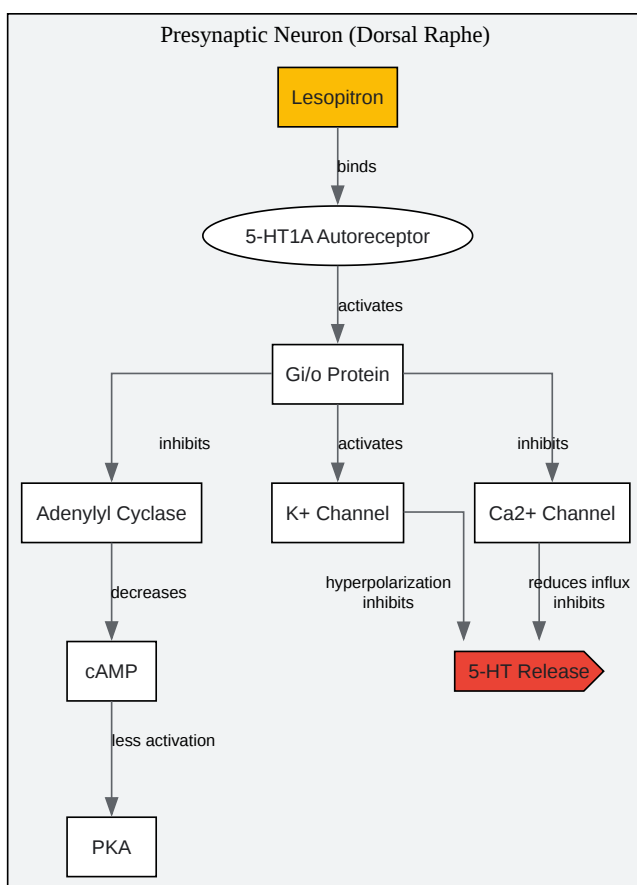 Presynaptic Neuron (Dorsal Raphe)
Lesopitron
binds
5-HT1A Autoreceptor
activates
Gi/o Protein
inhibits
activates
inhibits
Adenylyl Cyclase
K+ Channel
Ca2+ Channel
decreases
hyperpolarization
inhibits
reduces influx
inhibits
cAMP
5-HT Release
less activation
PKA